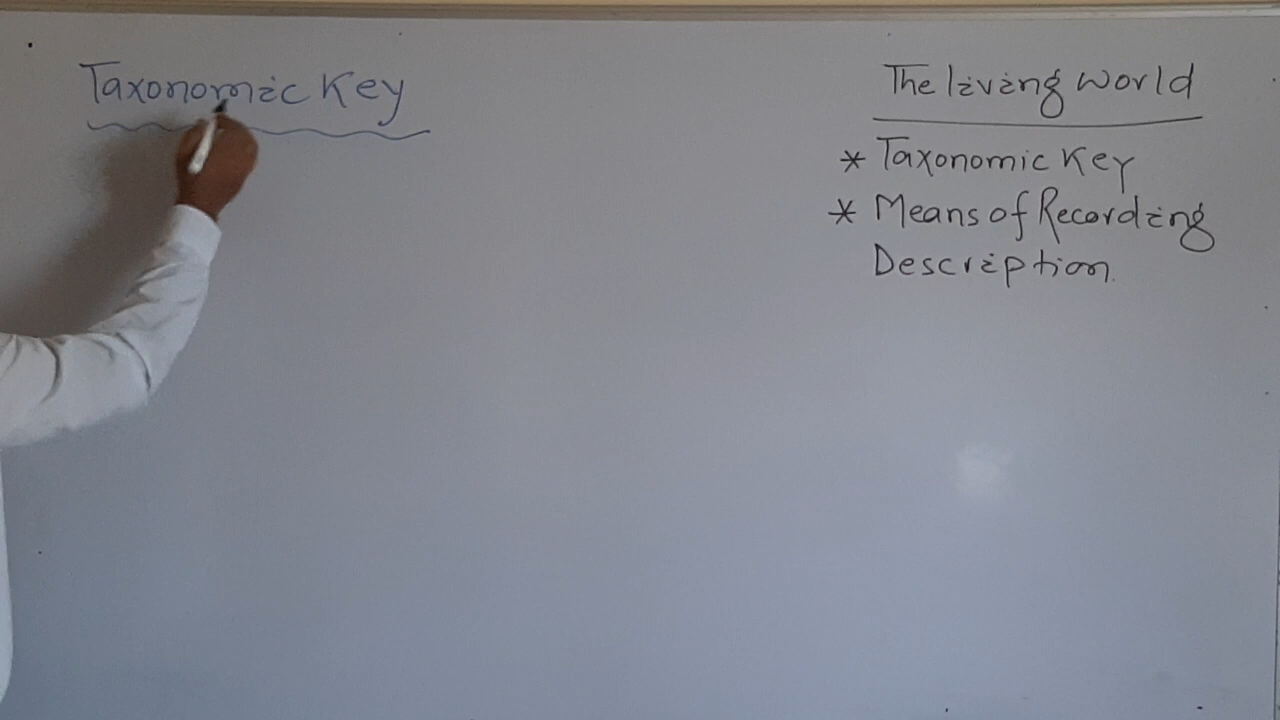 Taxonomic Key
The living world
* Taxonomic Key
* Means of Recording
Description